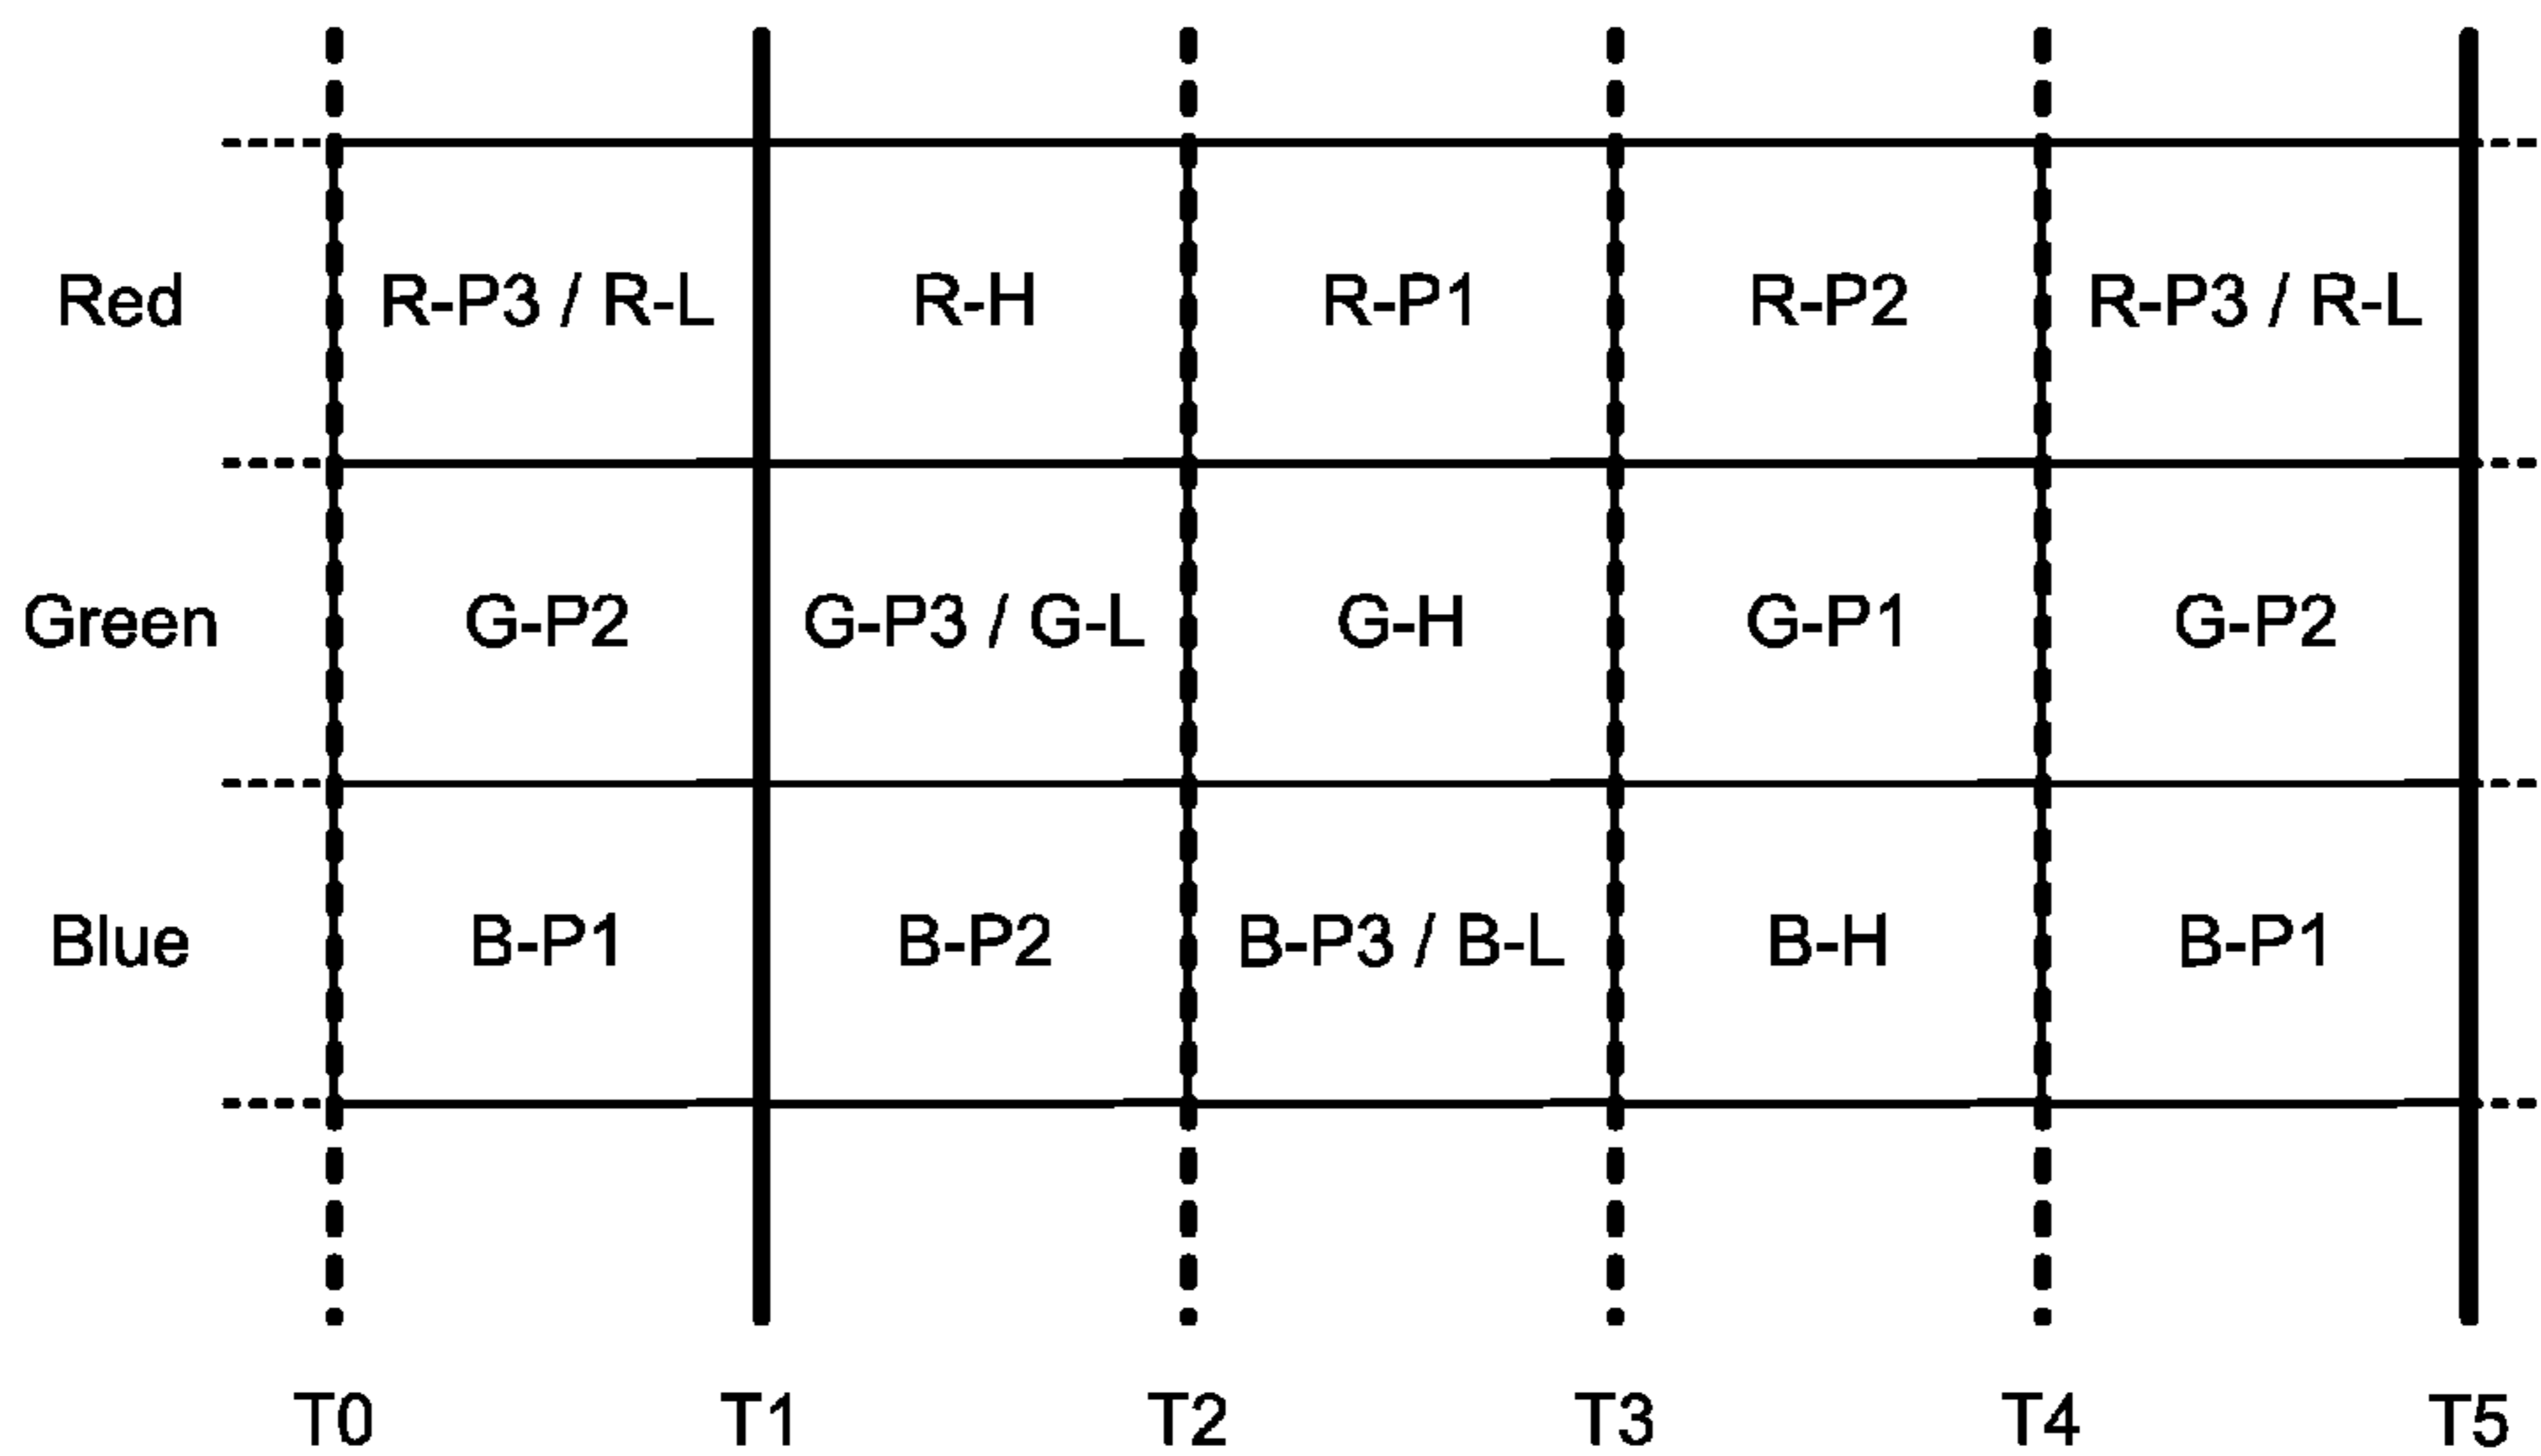 Red R-P3 / R-L R-H R-P1 R-P2 R-P3 / R-L
Green G-P2 G-P3 / G-L G-H G-P1 G-P2
Blue B-P1 B-P2 B-P3 / B-L B-H B-P1
T0 T1 T2 T3 T4 T5